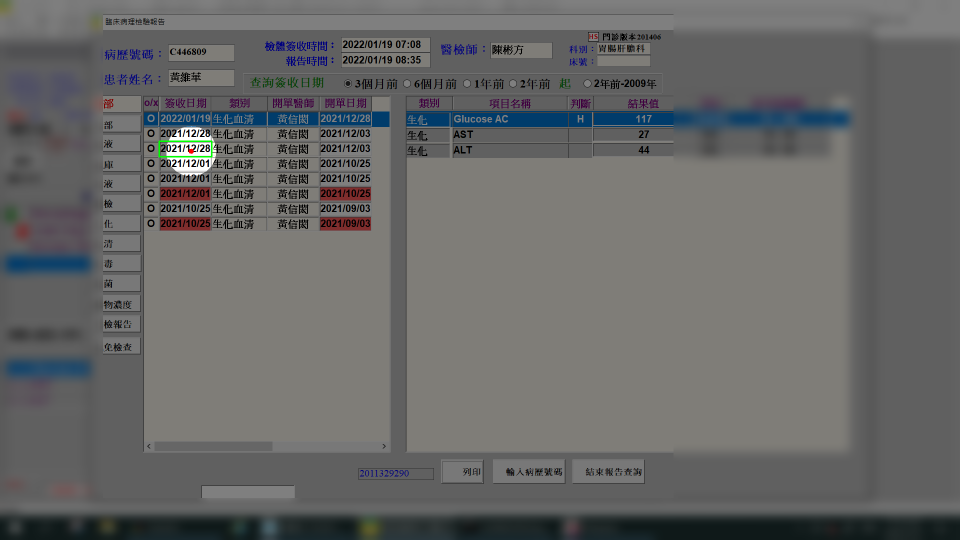 臨床病理檢驗報告
HS 門診版本201406
病歷號碼： C446809 檢體簽收時間： 2022/01/19 07:08 醫檢師： 陳彬方 科別： 胃腸肝膽科
報告時間： 2022/01/19 08:35 床號：
患者姓名： 黃維華 查詢簽收日期 3個月前 6個月前 1年前 2年前 起 2年前-2009年
部 o/x 簽收日期 類別 開單醫師 開單日期 類別 項目名稱 判斷 結果值
O 2022/01/19 生化血清 黃信閎 2021/12/28 生化 Glucose AC H 117
部 O 2021/12/28 生化血清 黃信閎 2021/12/03 生化 AST 27
液 O 2021/12/28 生化血清 黃信閎 2021/12/03 生化 ALT 44
庫 O 2021/12/01 生化血清 黃信閎 2021/10/25
液 O 2021/12/01 生化血清 黃信閎 2021/10/25
O 2021/12/01 生化血清 黃信閎 2021/10/25
檢 O 2021/10/25 生化血清 黃信閎 2021/09/03
化 O 2021/10/25 生化血清 黃信閎 2021/09/03
清
毒
菌
物濃度
檢報告
免檢查
2011329290 列印 輸入病歷號碼 結束報告查詢